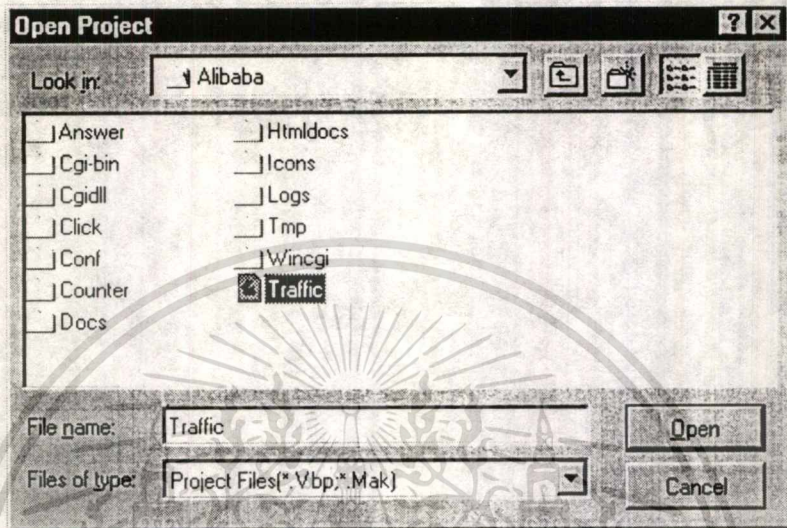 Open Project
Look in: Alibaba
Answer
Cgi-bin
Cgidll
Click
Conf
Counter
Docs
Htmldocs
Icons
Logs
Tmp
Wincgi
Traffic
File name: Traffic Open
Files of type: Project Files(*.Vbp;*.Mak) Cancel